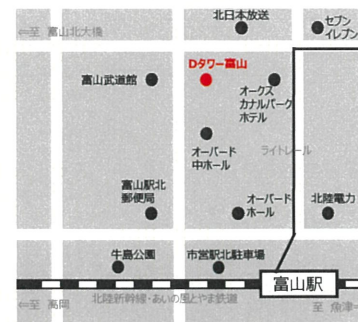 北日本放送
セブン
イレブン
⇐至 富山北大橋
Dタワー富山
富山武道館
オークス
カナルパーク
ホテル
オーバード
中ホール
ライトレール
富山駅北
郵便局
オーバード
ホール
北陸電力
牛島公園
市営駅北駐車場
富山駅
⇐至 高岡
北陸新幹線・あいの風とやま鉄道
至 魚津⇒